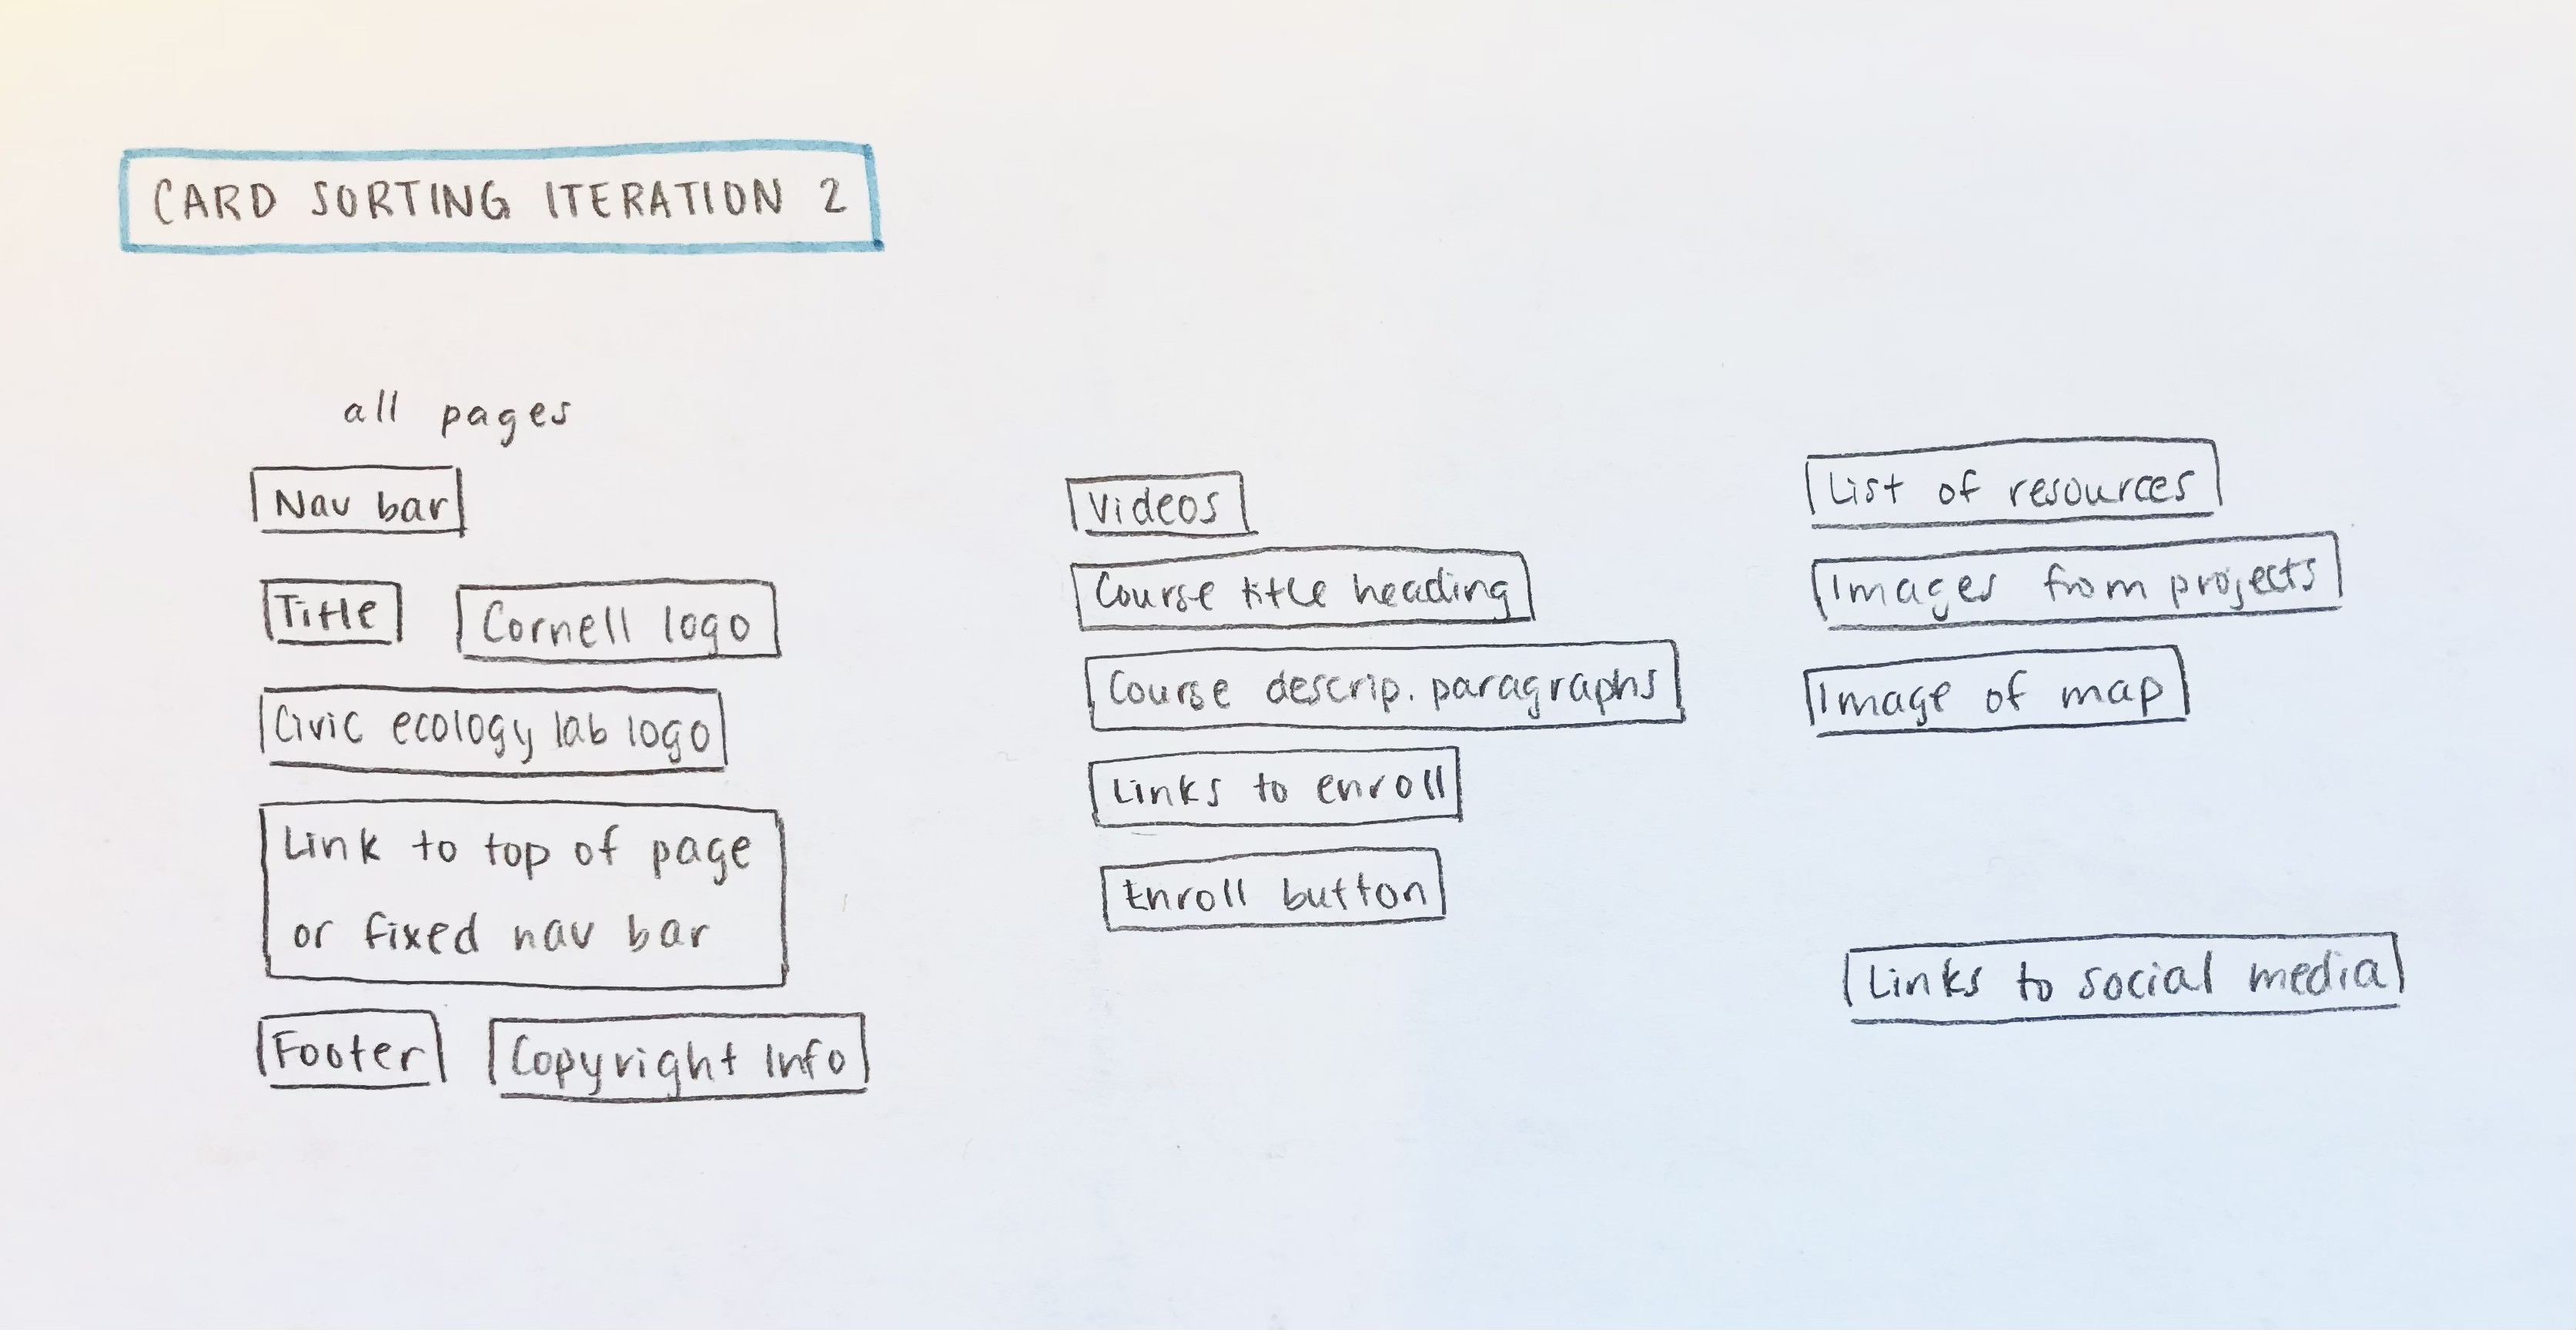 CARD SORTING ITERATION 2
all pages
Nav bar
Title
Cornell logo
Civic ecology lab logo
Link to top of page
or fixed nav bar
Footer
Copyright Info
Videos
Course title heading
Course descrip. paragraphs
Links to enroll
Enroll button
List of resources
Images from projects
Image of map
Links to social media